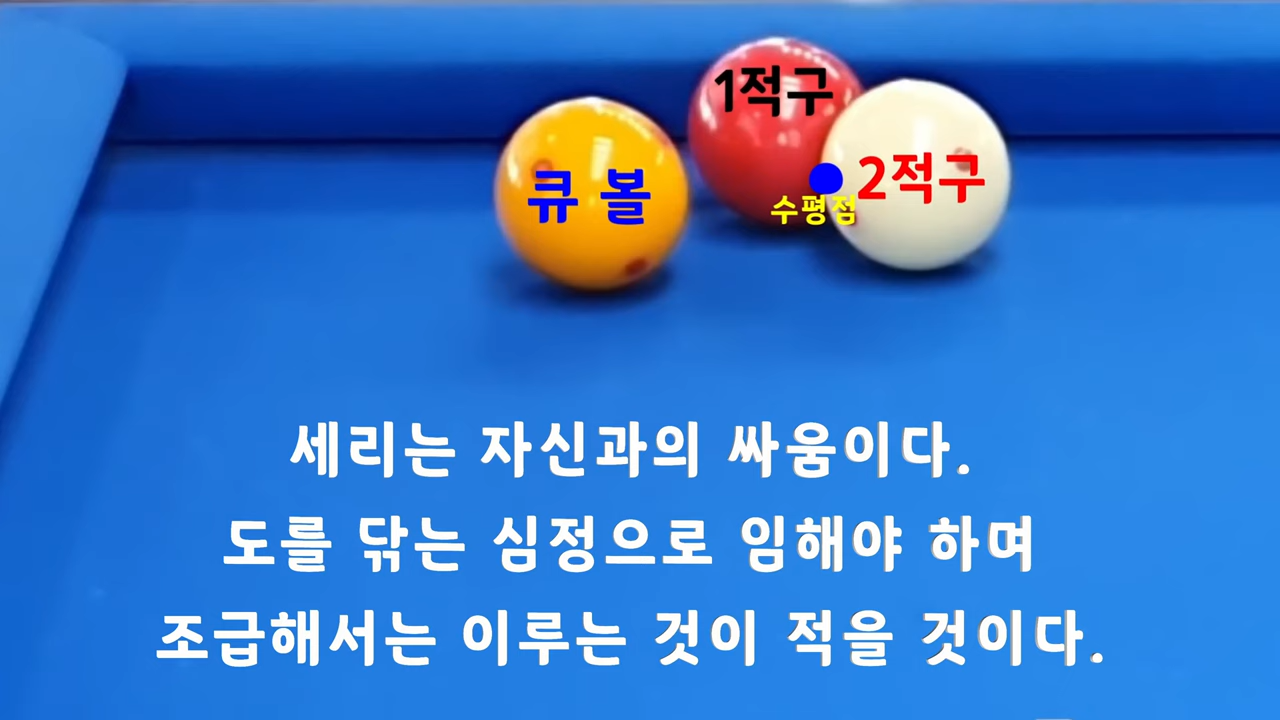 1적구
큐 볼
2적구
수평점
세리는 자신과의 싸움이다.
도를 닦는 심정으로 임해야 하며
조급해서는 이루는 것이 적을 것이다.